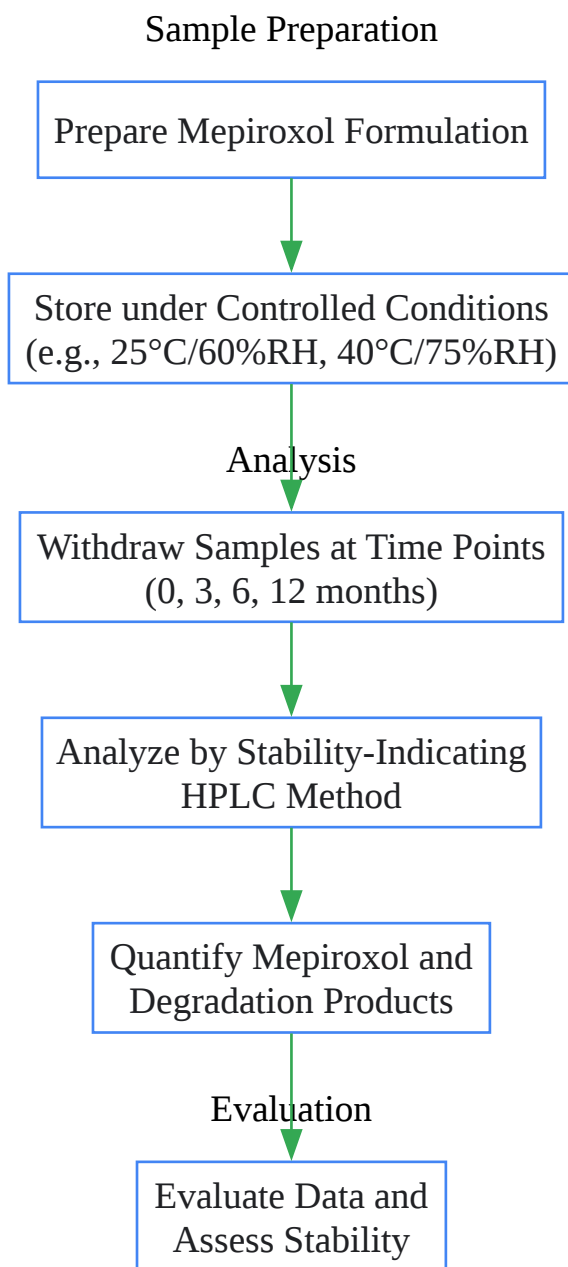 Sample Preparation
Prepare Mepiroxol Formulation
Store under Controlled Conditions
(e.g., 25°C/60%RH, 40°C/75%RH)
Analysis
Withdraw Samples at Time Points
(0, 3, 6, 12 months)
Analyze by Stability-Indicating
HPLC Method
Quantify Mepiroxol and
Degradation Products
Evaluation
Evaluate Data and
Assess Stability